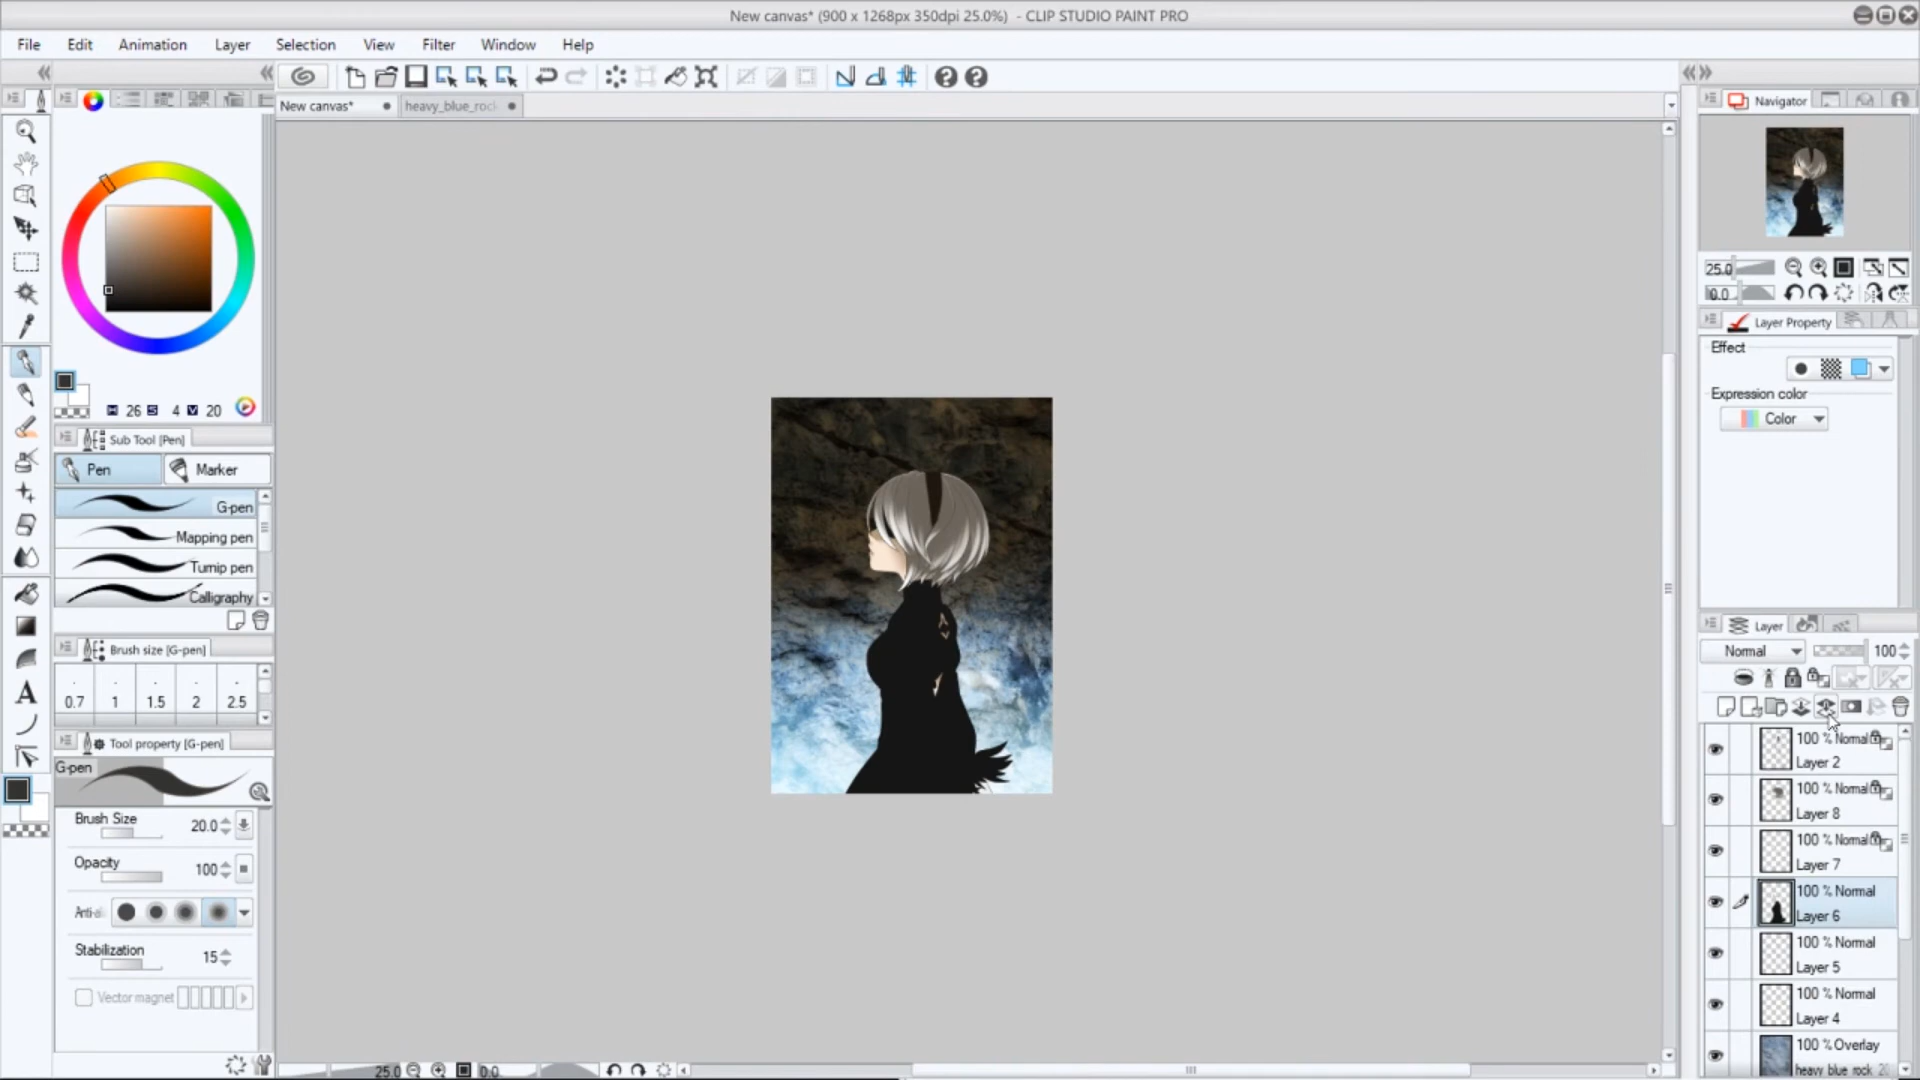 New canvas* (900 x 1268px 350dpi 25.0%) - CLIP STUDIO PAINT PRO
File Edit Animation Layer Selection View Filter Window Help
New canvas* heavy_blue_rock
Navigator
25.0
0.0
Layer Property
Effect
Expression color
Color
H 26 S 4 V 20
Sub Tool [Pen]
Pen Marker
G-pen
Mapping pen
Turnip pen
Calligraphy
Brush size [G-pen]
0.7 1 1.5 2 2.5
Tool property [G-pen]
G-pen
Brush Size 20.0
Opacity 100
Anti-
Stabilization 15
Vector magnet
A
Layer
Normal 100
100 % Normal
Layer 2
100 % Normal
Layer 8
100 % Normal
Layer 7
100 % Normal
Layer 6
100 % Normal
Layer 5
100 % Normal
Layer 4
100 % Overlay
heavy blue rock 20
25.0 0.0